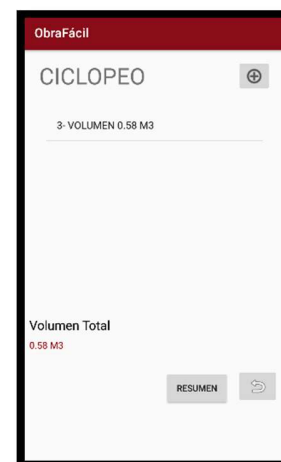 ObraFácil
CICLOPEO
3- VOLUMEN 0.58 M3
Volumen Total
0.58 M3
RESUMEN